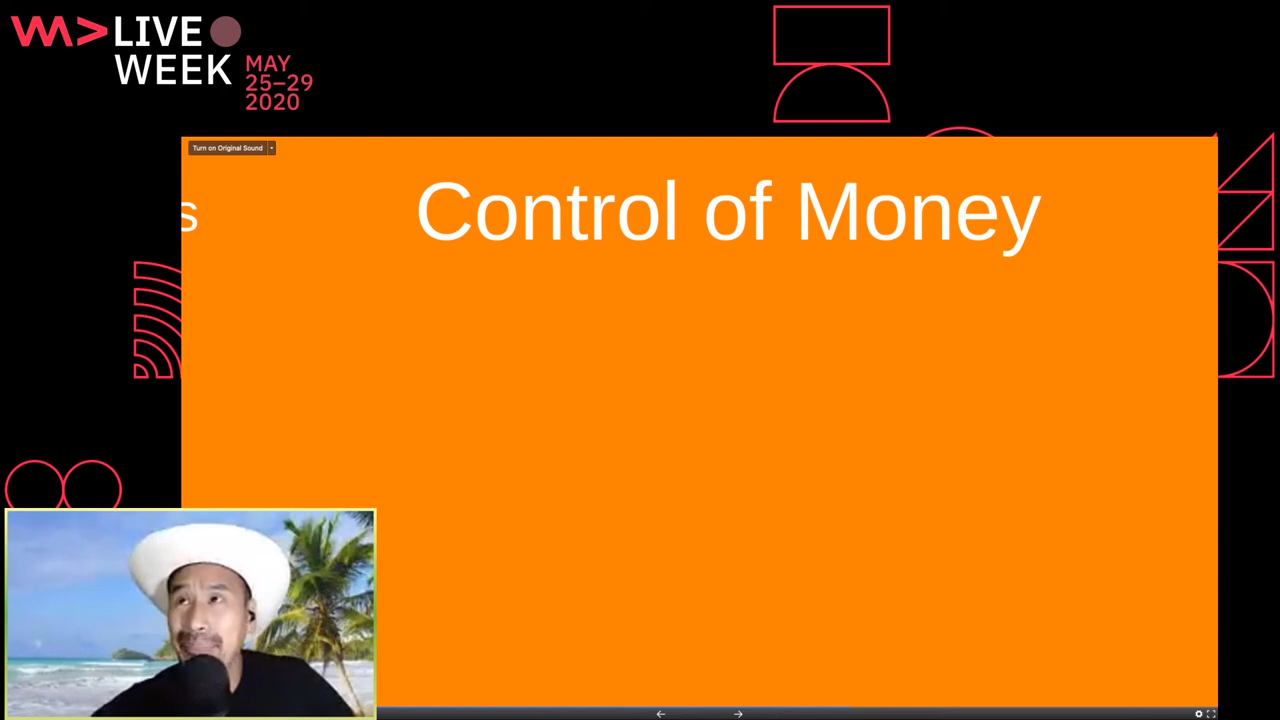 LIVE
WEEK
MAY
25–29
2020
Turn on Original Sound
s
Control of Money